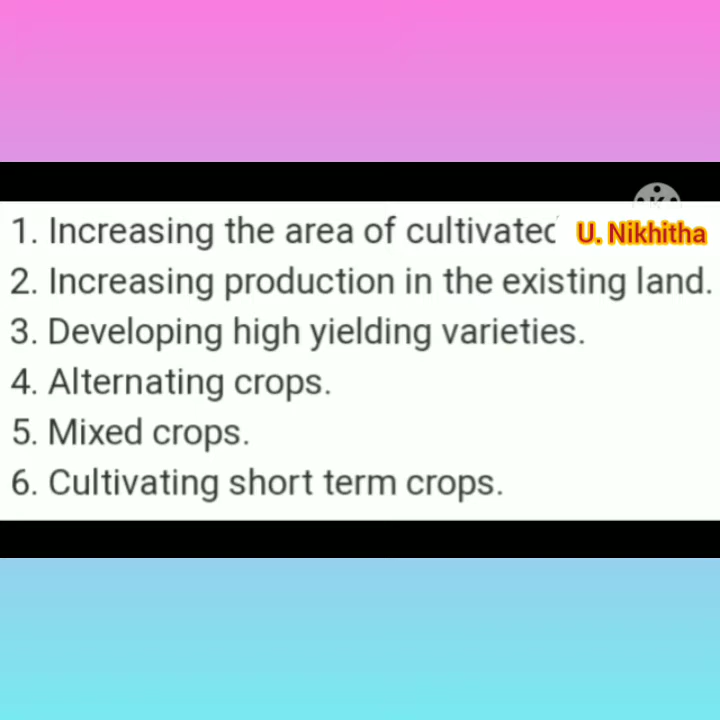 1. Increasing the area of cultivated
U. Nikhitha
2. Increasing production in the existing land.
3. Developing high yielding varieties.
4. Alternating crops.
5. Mixed crops.
6. Cultivating short term crops.